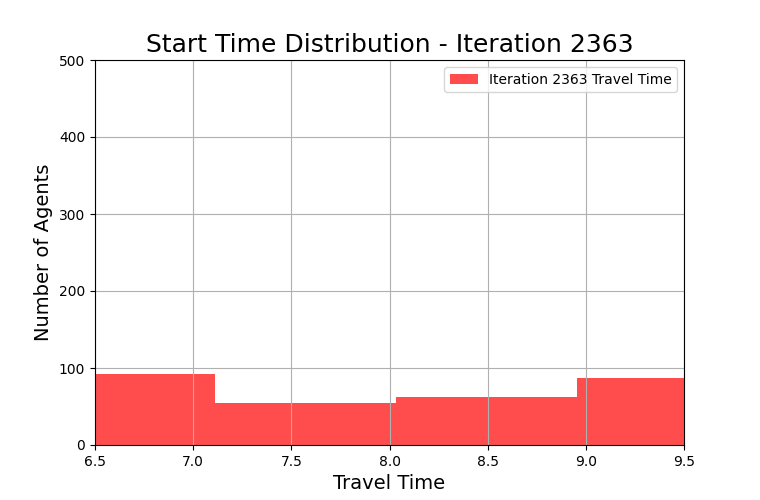 Start Time Distribution - Iteration 2363
Iteration 2363 Travel Time
Number of Agents
500
400
300
200
100
0
6.5 7.0 7.5 8.0 8.5 9.0 9.5
Travel Time